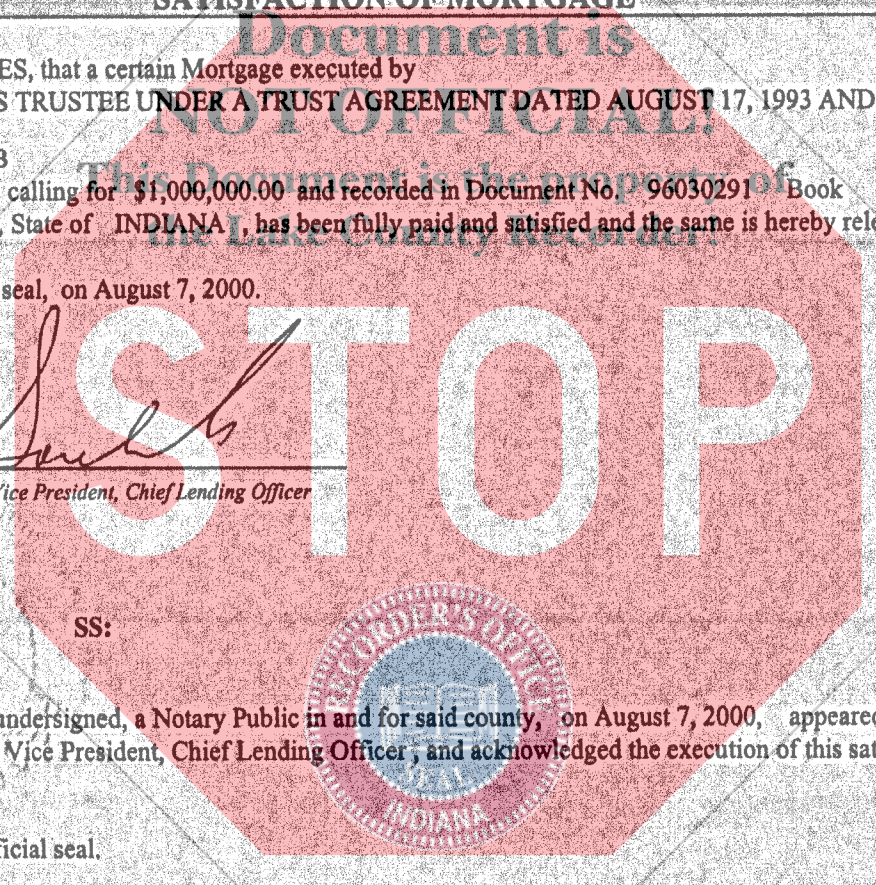 SATISFACTION OF MORTGAGE
Document is
ES, that a certain Mortgage executed by
S TRUSTEE UNDER A TRUST AGREEMENT DATED AUGUST 17, 1993 AND
NOT OFFICIAL!
3
This Document is the property of
calling for $1,000,000.00 and recorded in Document No. 96030291 Book
, State of INDIANA , has been fully paid and satisfied and the same is hereby rele
the Lake County Recorder!
seal, on August 7, 2000.
STOP
Vice President, Chief Lending Officer
SS:
RECORDER'S OFFICE
undersigned, a Notary Public in and for said county, on August 7, 2000, appeared
Vice President, Chief Lending Officer , and acknowledged the execution of this sat
SEAL
INDIANA
ficial seal.